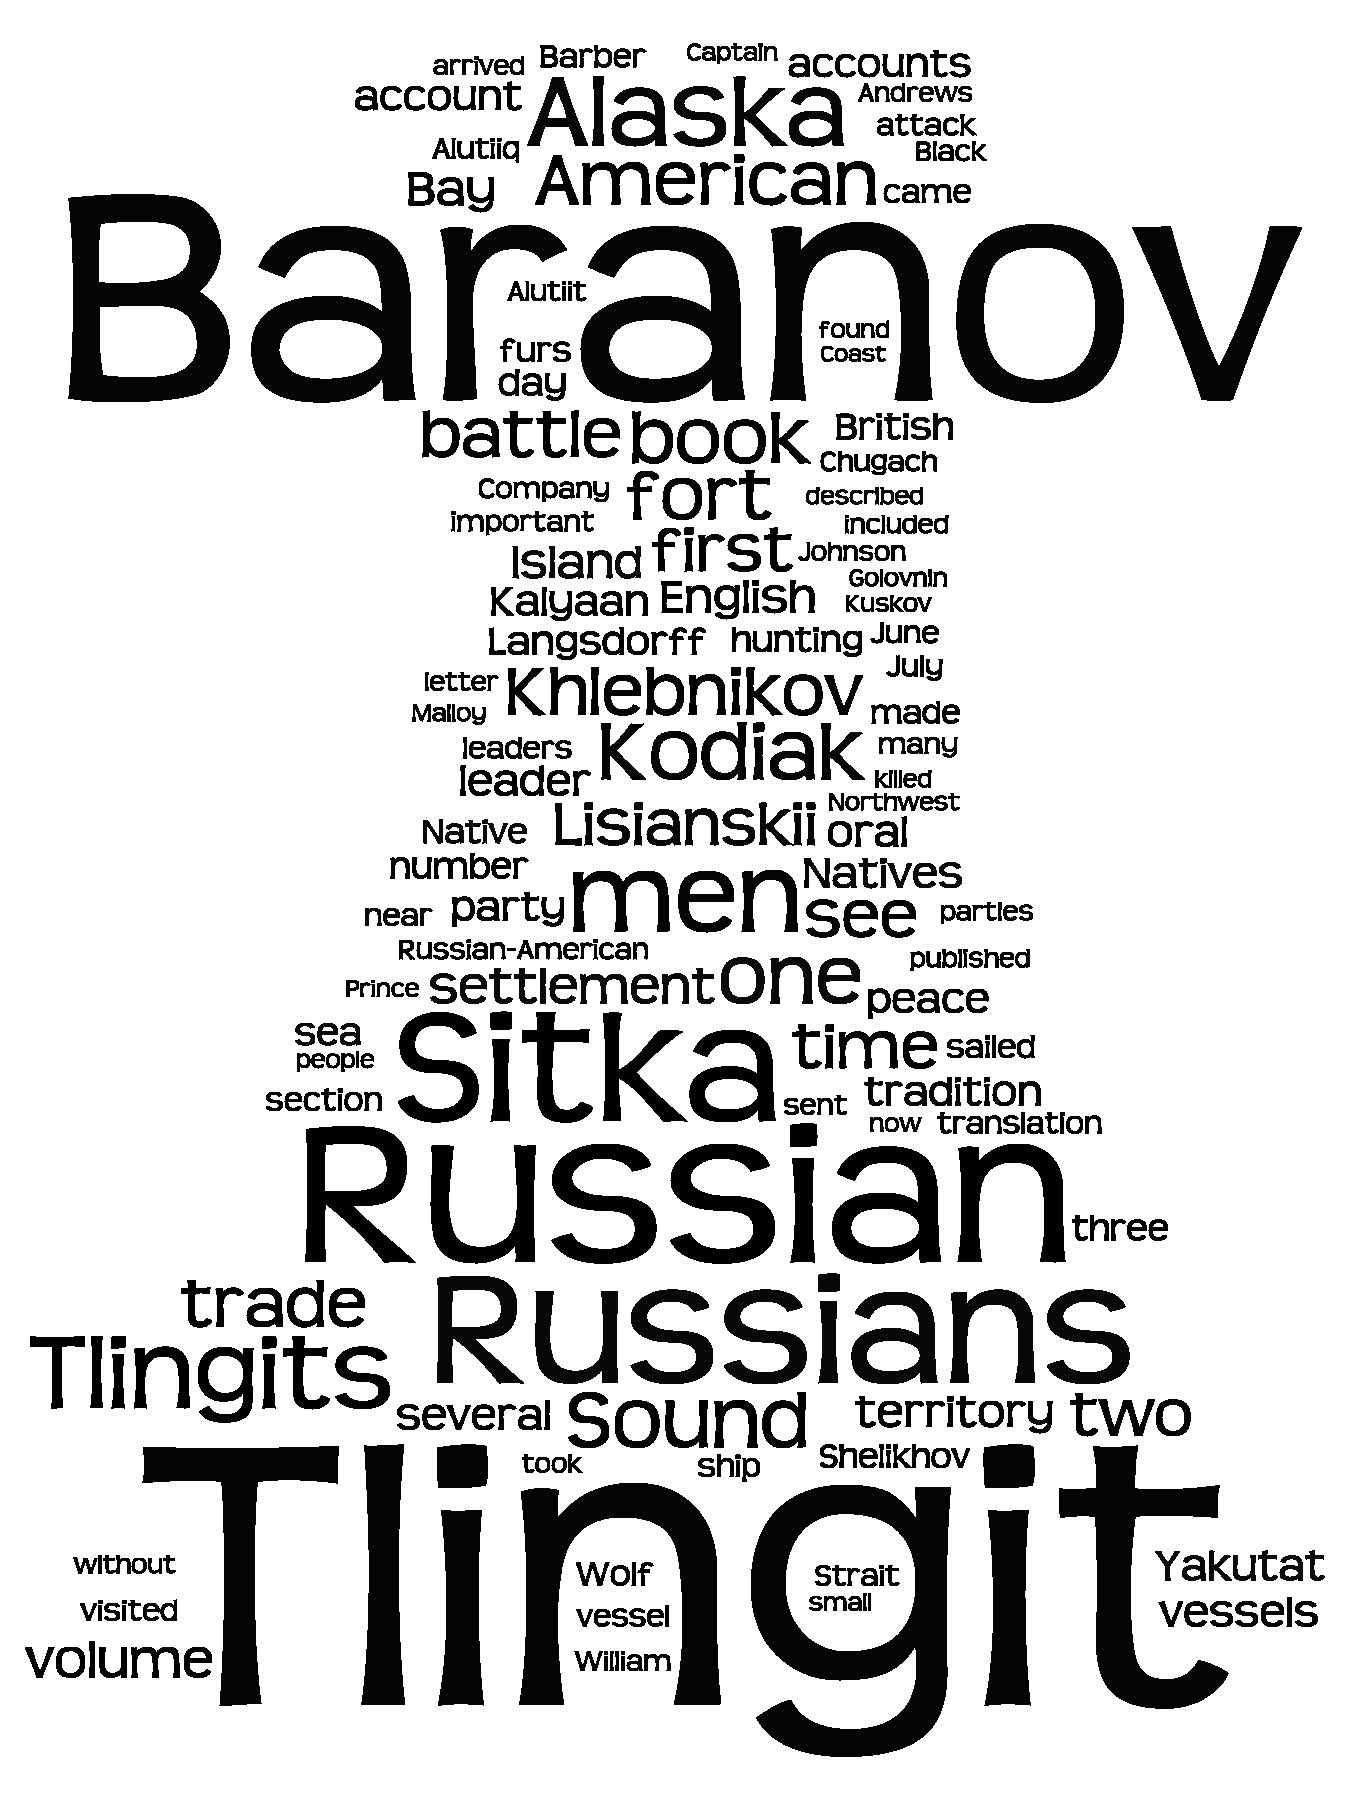 arrived Barber Captain accounts
account Alaska Andrews
attack
Alutiiq Black
Bay American came
Baranov
Alutiit
found
furs Coast
day
battle book British
Chugach
Company fort described
important included
Island first Johnson
Golovnin
Kalyaan English Kuskov
Langsdorff hunting June
July
letter Khlebnikov
Malloy made
leaders Kodiak many
leader killed
Northwest
Native Lisianskii oral
number men Natives
near party see parties
Russian-American published
Prince settlement one peace
sea Sitka time sailed
people
section sent tradition
now translation
Russian three
trade Russians
Tlingits
several Sound territory two
took ship Shelikhov
Tlingit
without Wolf Strait Yakutat
visited vessel small vessels
volume William